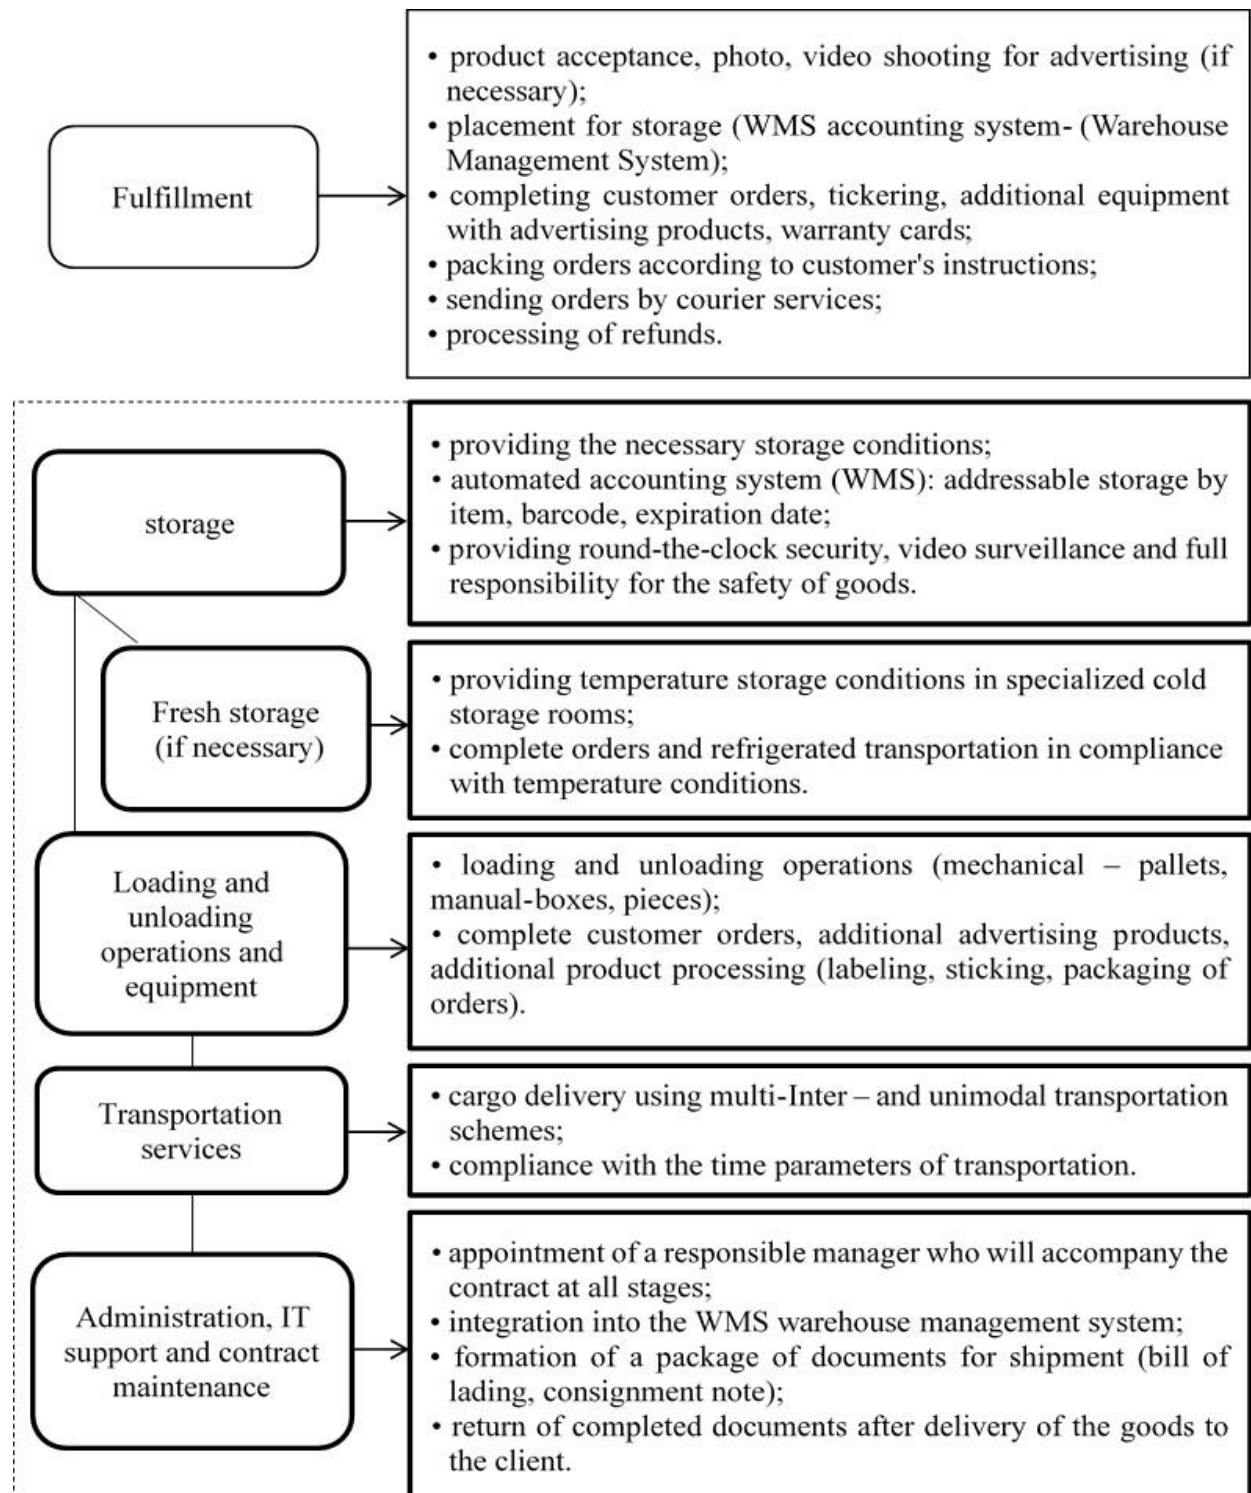 Fulfillment
• product acceptance, photo, video shooting for advertising (if
necessary);
• placement for storage (WMS accounting system- (Warehouse
Management System);
• completing customer orders, tickering, additional equipment
with advertising products, warranty cards;
• packing orders according to customer's instructions;
• sending orders by courier services;
• processing of refunds.
storage
• providing the necessary storage conditions;
• automated accounting system (WMS): addressable storage by
item, barcode, expiration date;
• providing round-the-clock security, video surveillance and full
responsibility for the safety of goods.
Fresh storage
(if necessary)
• providing temperature storage conditions in specialized cold
storage rooms;
• complete orders and refrigerated transportation in compliance
with temperature conditions.
Loading and
unloading
operations and
equipment
• loading and unloading operations (mechanical – pallets,
manual-boxes, pieces);
• complete customer orders, additional advertising products,
additional product processing (labeling, sticking, packaging of
orders).
Transportation
services
• cargo delivery using multi-Inter – and unimodal transportation
schemes;
• compliance with the time parameters of transportation.
Administration, IT
support and contract
maintenance
• appointment of a responsible manager who will accompany the
contract at all stages;
• integration into the WMS warehouse management system;
• formation of a package of documents for shipment (bill of
lading, consignment note);
• return of completed documents after delivery of the goods to
the client.